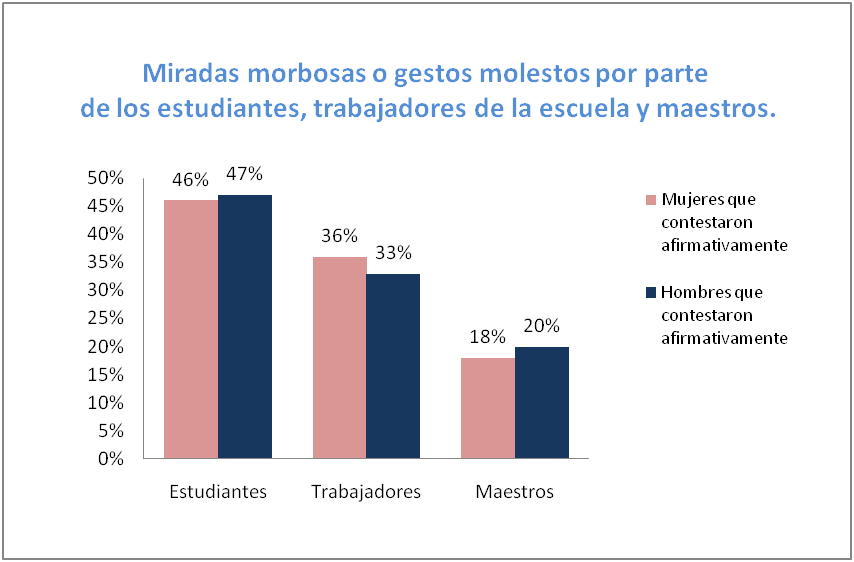 Miradas morbosas o gestos molestos por parte
de los estudiantes, trabajadores de la escuela y maestros.
50%
45%
40%
35%
30%
25%
20%
15%
10%
5%
0%
46%
47%
36%
33%
18%
20%
Estudiantes
Trabajadores
Maestros
Mujeres que
contestaron
afirmativamente
Hombres que
contestaron
afirmativamente